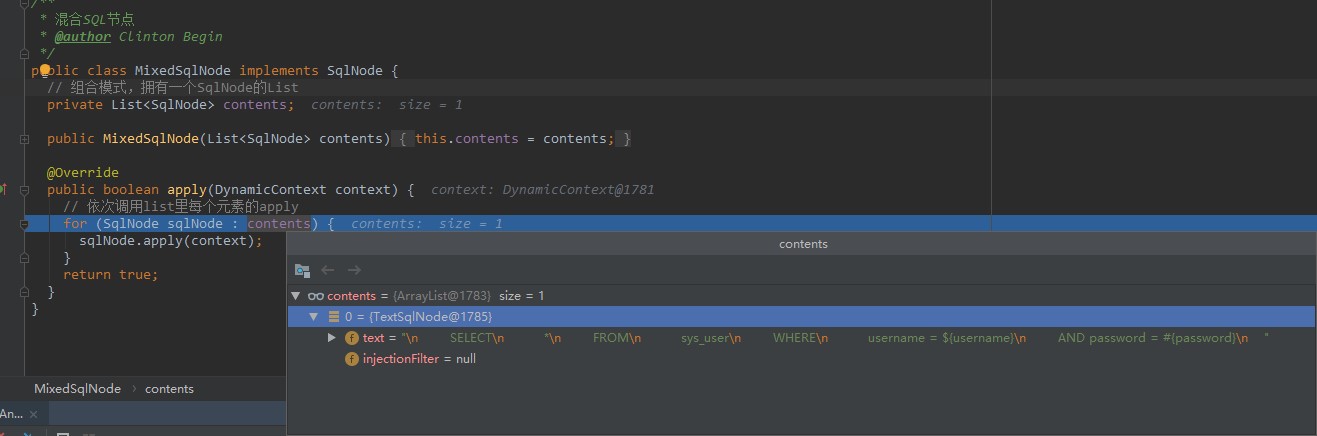 /**
* 混合SQL节点
* @author Clinton Begin
*/
public class MixedSqlNode implements SqlNode {
// 组合模式，拥有一个SqlNode的List
private List<SqlNode> contents; contents: size = 1
public MixedSqlNode(List<SqlNode> contents) { this.contents = contents; }
@Override
public boolean apply(DynamicContext context) { context: DynamicContext@1781
// 依次调用list里每个元素的apply
for (SqlNode sqlNode : contents) { contents: size = 1
sqlNode.apply(context);
}
return true;
}
}
contents
contents = {ArrayList@1783} size = 1
0 = {TextSqlNode@1785}
f text = "\n SELECT\n *\n FROM\n sys_user\n WHERE\n username = ${username}\n AND password = #{password}\n "
f injectionFilter = null
MixedSqlNode › contents
An... ×